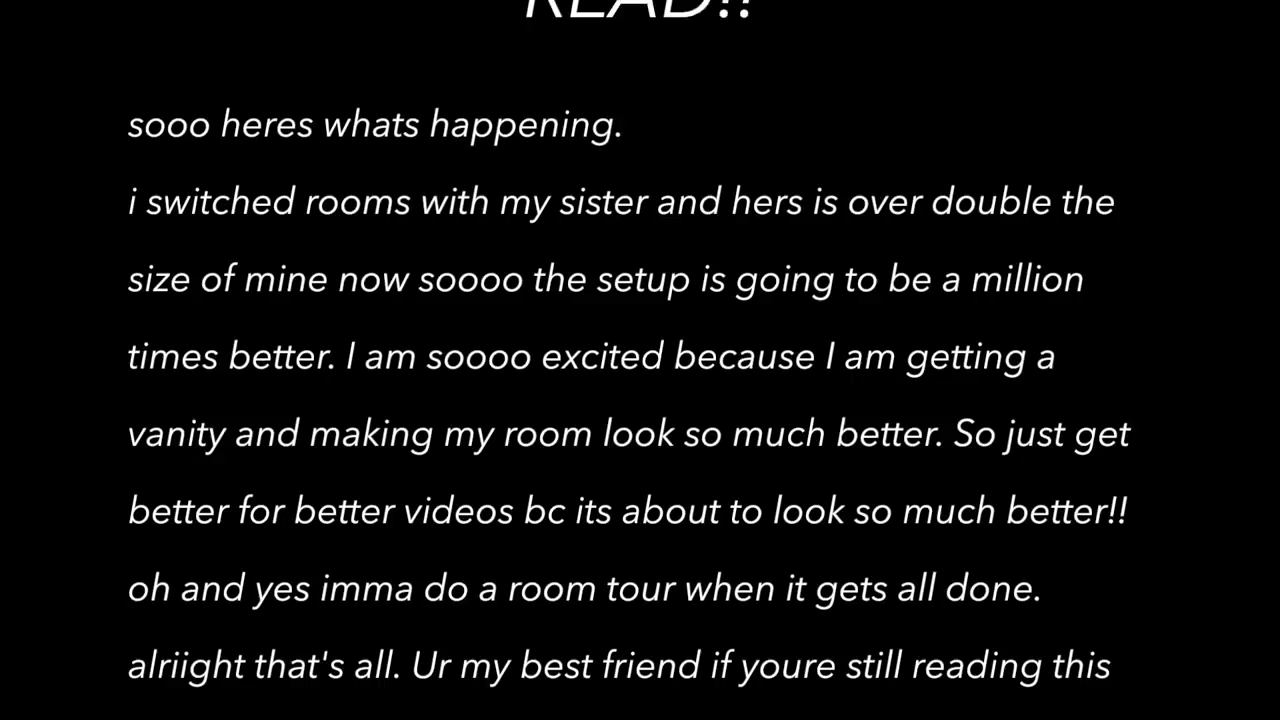 READ!!
sooo heres whats happening.
i switched rooms with my sister and hers is over double the
size of mine now soooo the setup is going to be a million
times better. I am soooo excited because I am getting a
vanity and making my room look so much better. So just get
better for better videos bc its about to look so much better!!
oh and yes imma do a room tour when it gets all done.
alriight that's all. Ur my best friend if youre still reading this